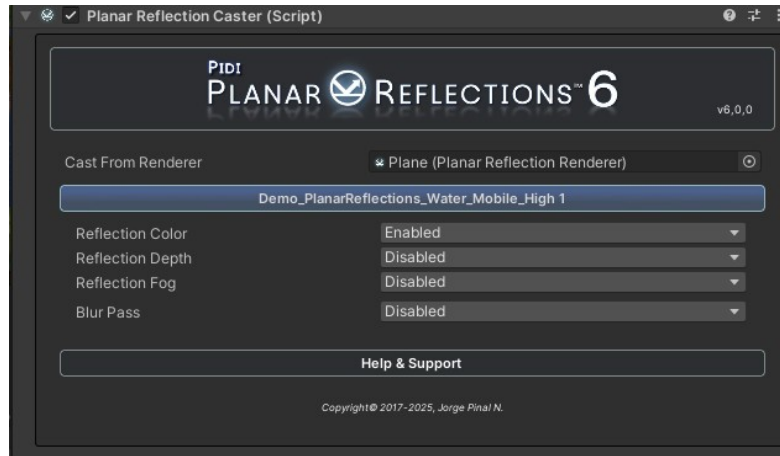 Planar Reflection Caster (Script)
PIDI
PLANAR REFLECTIONS™ 6
v6,0,0
Cast From Renderer Plane (Planar Reflection Renderer)
Demo_PlanarReflections_Water_Mobile_High 1
Reflection Color Enabled
Reflection Depth Disabled
Reflection Fog Disabled
Blur Pass Disabled
Help & Support
Copyright© 2017-2025, Jorge Pinal N.